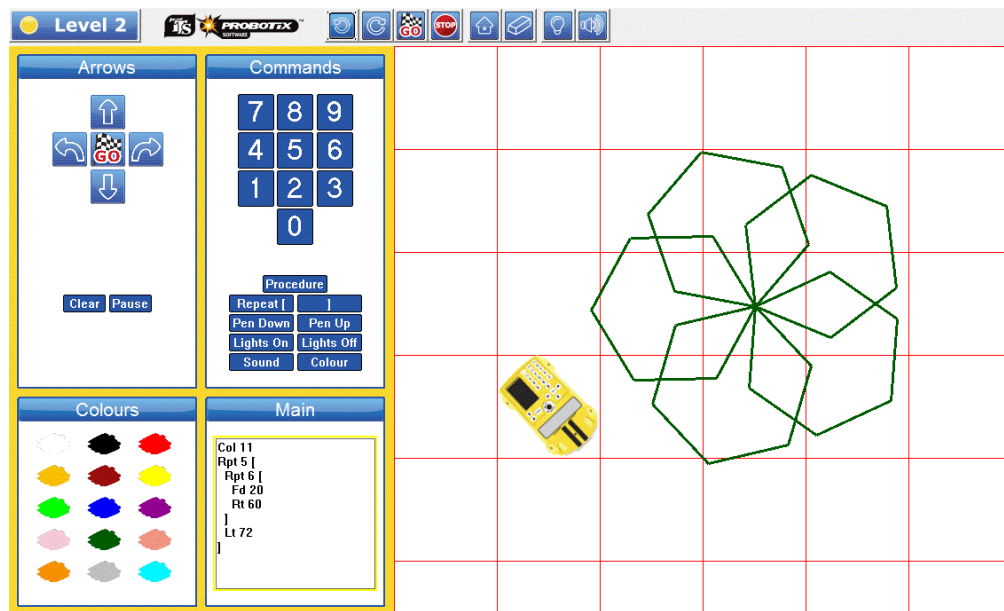 Level 2
TTS PROBOTIX
SOFTWARE
GO
STOP
Arrows
GO
Clear Pause
Commands
7 8 9
4 5 6
1 2 3
0
Procedure
Repeat [ ]
Pen Down Pen Up
Lights On Lights Off
Sound Colour
Colours
Main
Col 11
Rpt 5 [
Rpt 6 [
Fd 20
Rt 60
]
Lt 72
]